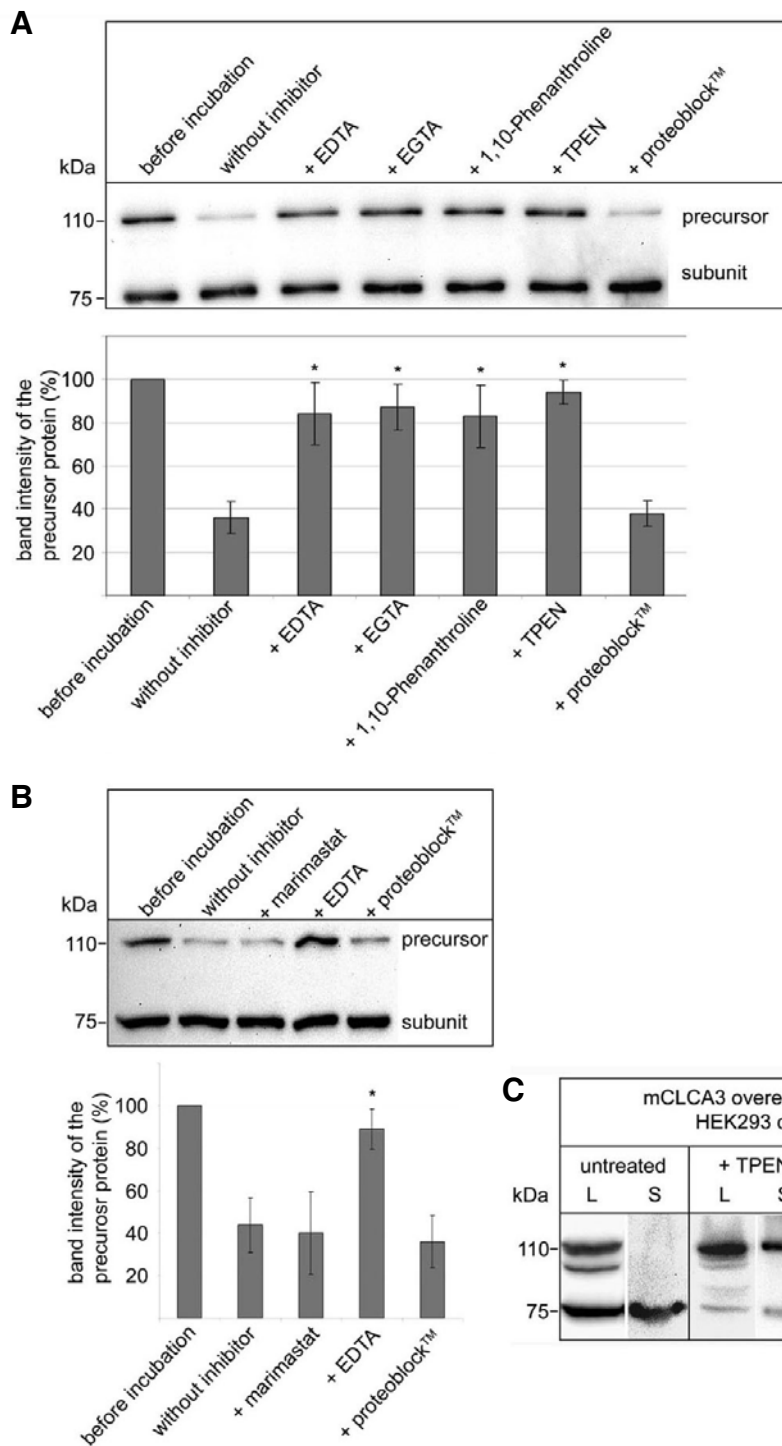 A
before incubation
without inhibitor
+ EDTA
+ EGTA
+ 1,10-Phenanthroline
+ TPEN
+ proteoblock™
kDa
110
precursor
subunit
75
band intensity of the
precursor protein (%)
100
80
60
40
20
*
*
*
*
before incubation
without inhibitor
+ EDTA
+ EGTA
+ 1,10-Phenanthroline
+ TPEN
+ proteoblock™
B
before incubation
without inhibitor
+ marimastat
+ EDTA
+ proteoblock™
kDa
110
precursor
75
subunit
band intensity of the
precurosr protein (%)
100
80
60
40
20
*
before incubation
without inhibitor
+ marimastat
+ EDTA
+ proteoblock™
C
mCLCA3 overe
HEK293 c
untreated
+ TPEN
kDa
L
S
L
S
110
75